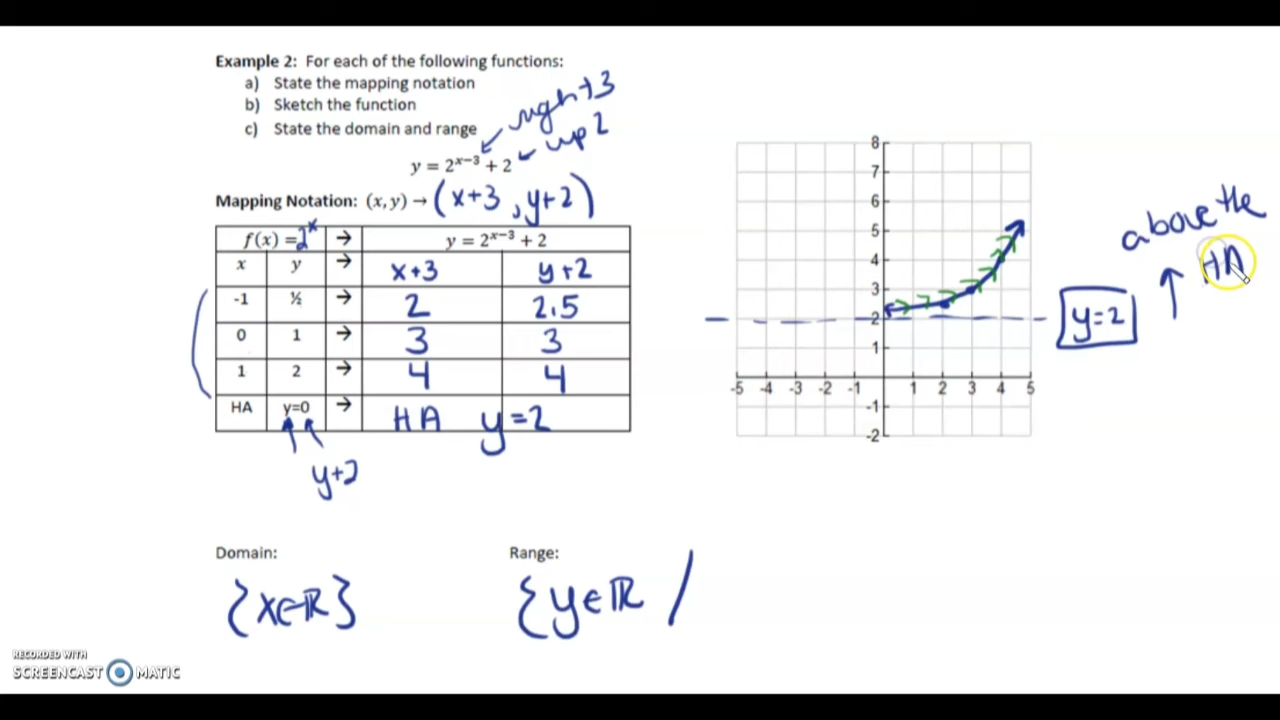 Example 2: For each of the following functions:
a) State the mapping notation
b) Sketch the function
c) State the domain and range
right 3
up 2
y = 2^{x−3} + 2
Mapping Notation: (x, y) → (x+3, y+2)
f(x) = 2^x → y = 2^{x−3} + 2
x y → x+3 y+2
-1 ½ → 2 2.5
0 1 → 3 3
1 2 → 4 4
HA y=0 → HA y=2
y+2
8
7
6
5
4
3
2
1
-5 -4 -3 -2 -1 1 2 3 4 5
-1
-2
y=2
above the
HA
Domain:
{x∈ℝ}
Range:
{y∈ℝ /
RECORDED WITH
SCREENCAST MATIC